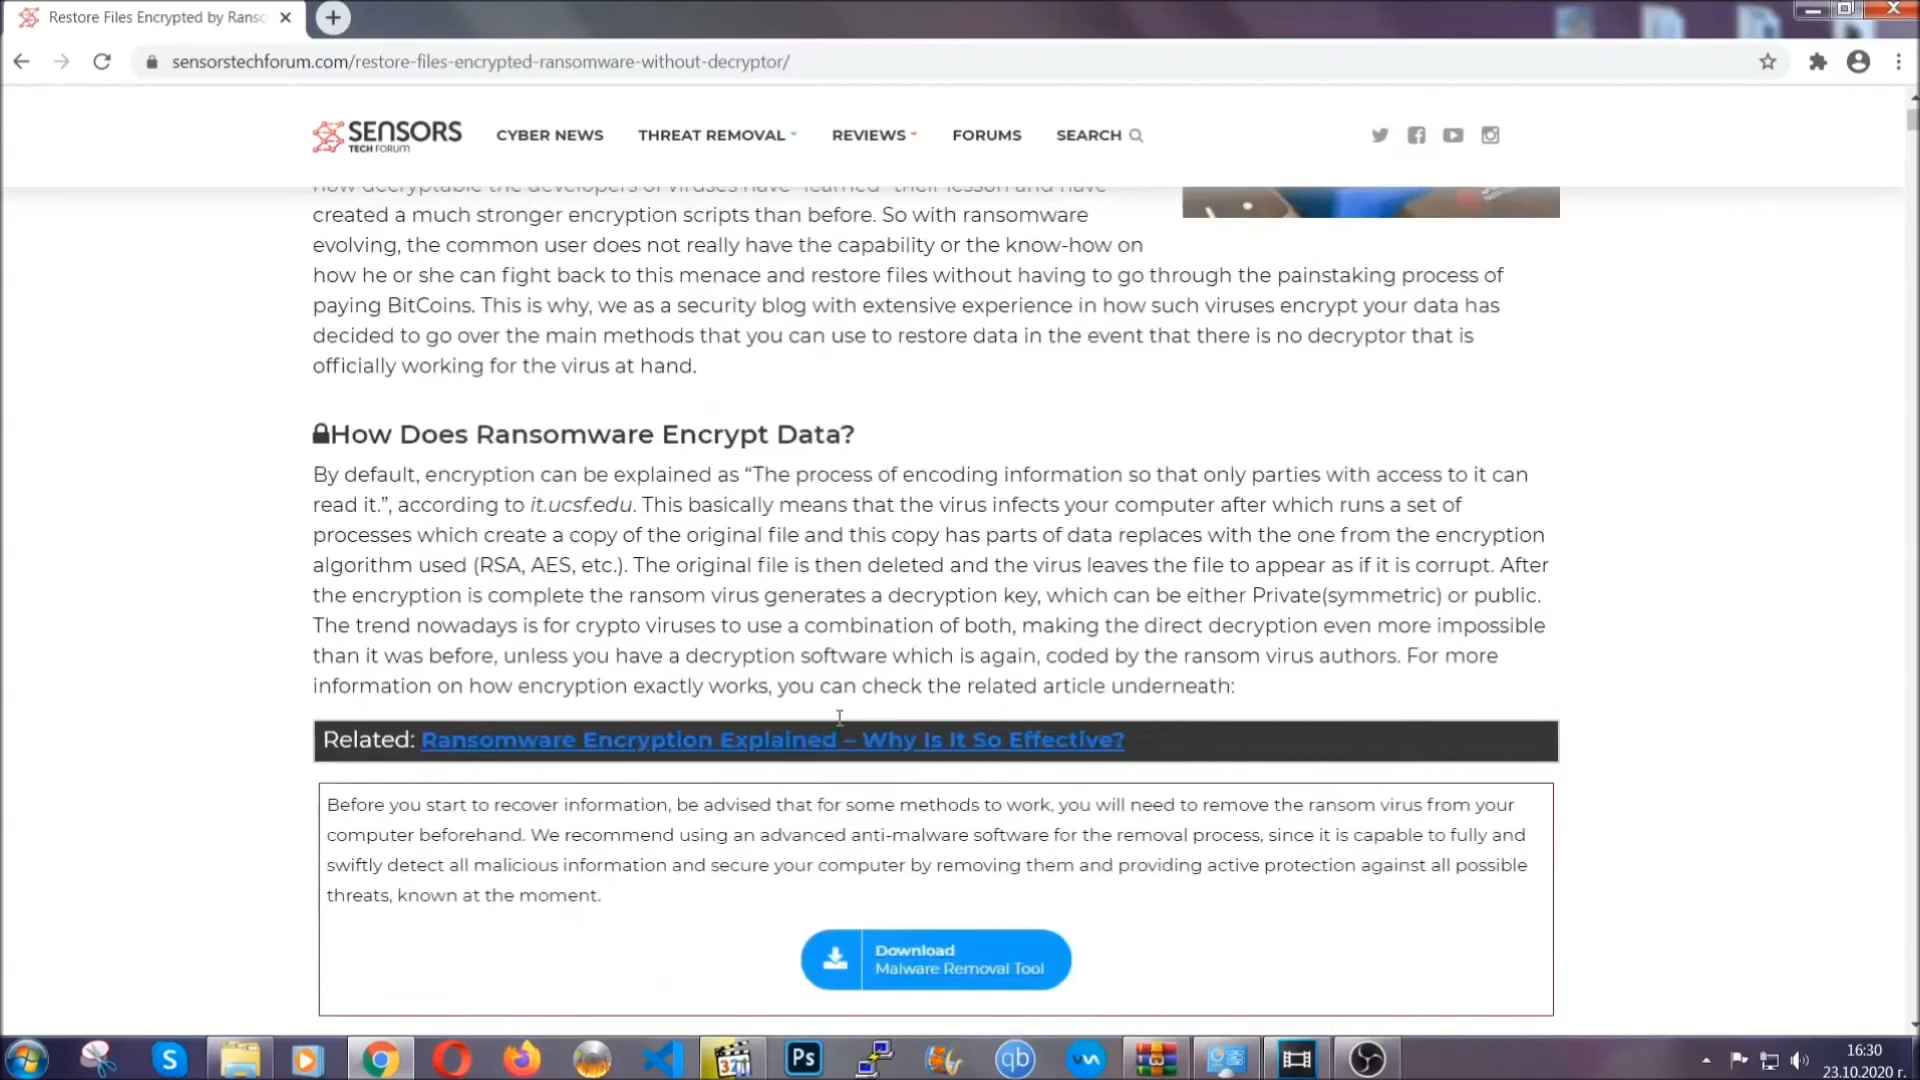 Restore Files Encrypted by Ranso
sensorstechforum.com/restore-files-encrypted-ransomware-without-decryptor/
SENSORS
TECH FORUM
CYBER NEWS
THREAT REMOVAL
REVIEWS
FORUMS
SEARCH
how decryptable the developers of viruses have "learned" their lesson and have
created a much stronger encryption scripts than before. So with ransomware
evolving, the common user does not really have the capability or the know-how on
how he or she can fight back to this menace and restore files without having to go through the painstaking process of
paying BitCoins. This is why, we as a security blog with extensive experience in how such viruses encrypt your data has
decided to go over the main methods that you can use to restore data in the event that there is no decryptor that is
officially working for the virus at hand.
How Does Ransomware Encrypt Data?
By default, encryption can be explained as “The process of encoding information so that only parties with access to it can
read it.”, according to it.ucsf.edu. This basically means that the virus infects your computer after which runs a set of
processes which create a copy of the original file and this copy has parts of data replaces with the one from the encryption
algorithm used (RSA, AES, etc.). The original file is then deleted and the virus leaves the file to appear as if it is corrupt. After
the encryption is complete the ransom virus generates a decryption key, which can be either Private(symmetric) or public.
The trend nowadays is for crypto viruses to use a combination of both, making the direct decryption even more impossible
than it was before, unless you have a decryption software which is again, coded by the ransom virus authors. For more
information on how encryption exactly works, you can check the related article underneath:
Related: Ransomware Encryption Explained – Why Is It So Effective?
Before you start to recover information, be advised that for some methods to work, you will need to remove the ransom virus from your
computer beforehand. We recommend using an advanced anti-malware software for the removal process, since it is capable to fully and
swiftly detect all malicious information and secure your computer by removing them and providing active protection against all possible
threats, known at the moment.
Download
Malware Removal Tool
S
321
Ps
qb
16:30
23.10.2020 г.